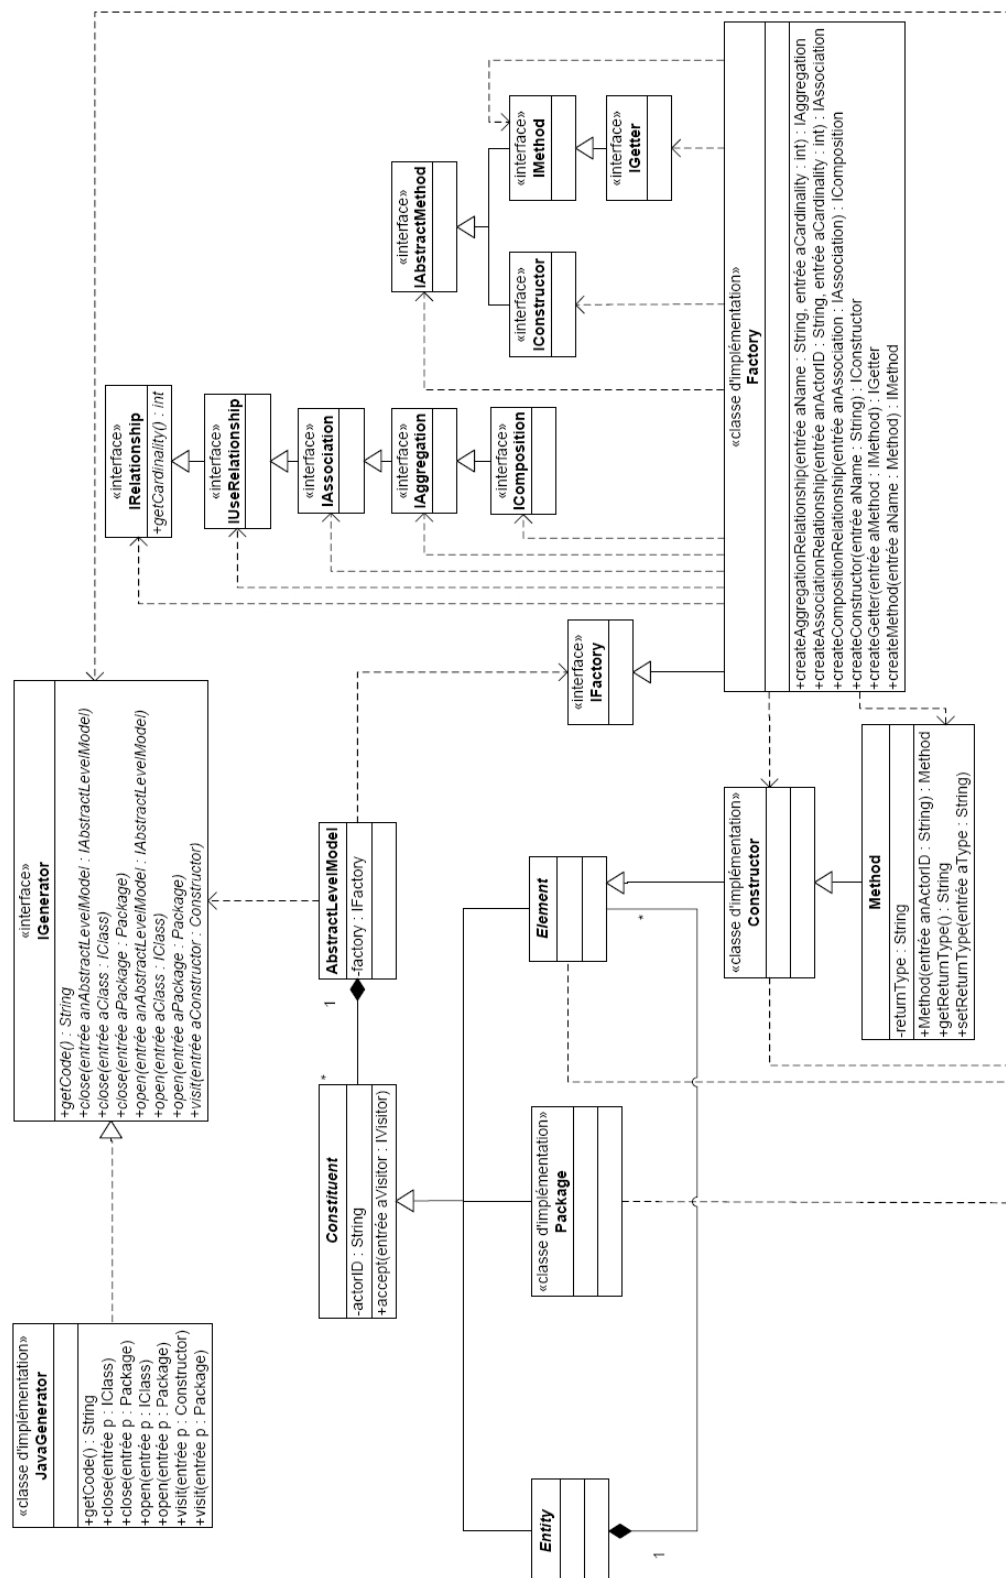 «classe d'implémentation»
JavaGenerator
+getCode() : String
+close(entrée p : IClass)
+close(entrée p : Package)
+open(entrée p : IClass)
+open(entrée p : Package)
+visit(entrée p : Constructor)
+visit(entrée p : Package)
«interface»
IGenerator
+getCode() : String
+close(entrée anAbstractLevelModel : IAbstractLevelModel)
+close(entrée aClass : IClass)
+close(entrée aPackage : Package)
+open(entrée anAbstractLevelModel : IAbstractLevelModel)
+open(entrée aClass : IClass)
+open(entrée aPackage : Package)
+visit(entrée aConstructor : Constructor)
«interface»
IRelationship
+getCardinality() : int
«interface»
IUseRelationship
«interface»
IAssociation
«interface»
IAggregation
«interface»
IComposition
«interface»
IAbstractMethod
«interface»
IConstructor
«interface»
IMethod
«interface»
IGetter
Constituent
-actorID : String
+accept(entrée aVisitor : IVisitor)
*
1
AbstractLevelModel
-factory : IFactory
«interface»
IFactory
Entity
1
«classe d'implémentation»
Package
Element
*
«classe d'implémentation»
Constructor
Method
-returnType : String
+Method(entrée anActorID : String) : Method
+getReturnType() : String
+setReturnType(entrée aType : String)
«classe d'implémentation»
Factory
+createAggregationRelationship(entrée aName : String, entrée aCardinality : int) : IAggregation
+createAssociationRelationship(entrée anActorID : String, entrée aCardinality : int) : IAssociation
+createCompositionRelationship(entrée anAssociation : IAssociation) : IComposition
+createConstructor(entrée aName : String) : IConstructor
+createGetter(entrée aMethod : IMethod) : IGetter
+createMethod(entrée aName : Method) : IMethod